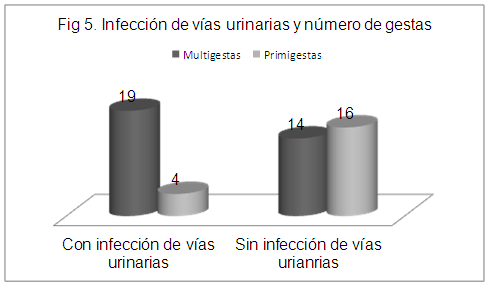 Fig 5. Infección de vías urinarias y número de gestas
Multigestas Primigestas
19
4
14
16
Con infección de vías
urinarias
Sin infección de vías
urianrias